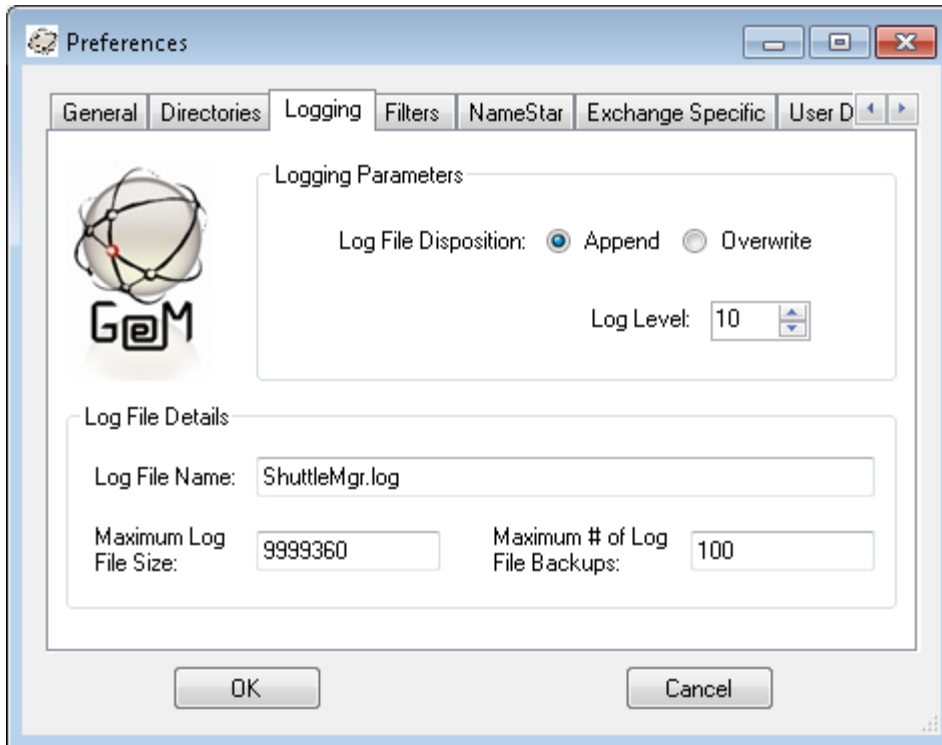 Preferences
General Directories Logging Filters NameStar Exchange Specific User D
Logging Parameters
Log File Disposition: Append Overwrite
Log Level: 10
G@M
Log File Details
Log File Name: ShuttleMgr.log
Maximum Log File Size: 9999360
Maximum # of Log File Backups: 100
OK Cancel